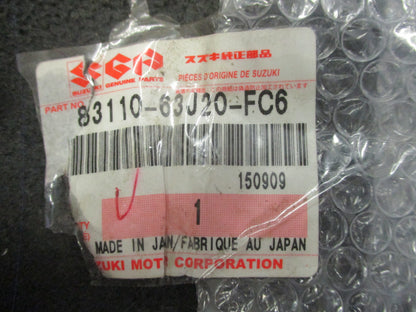 SGP
スズキ純正部品
SUZUKI GENUINE PARTS
PIÈCES D'ORIGINE DE SUZUKI
PART NO.
83110-63J20-FC6
150909
1
MADE IN JAPAN/FABRIQUE AU JAPAN
SUZUKI MOTOR CORPORATION